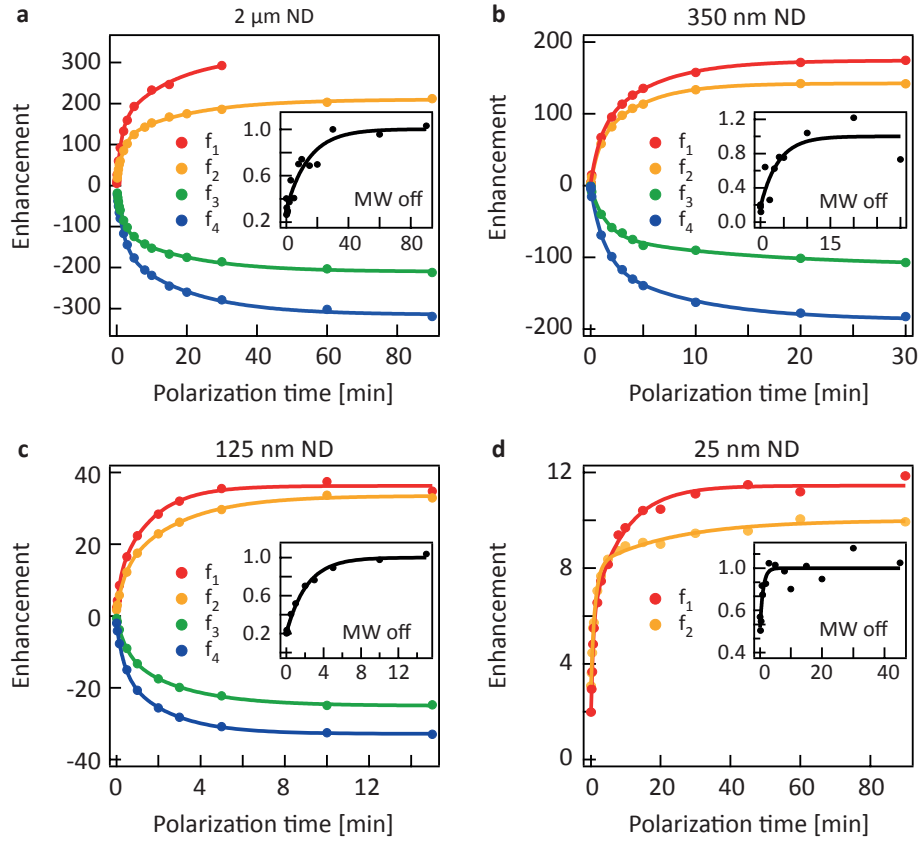 a
2 µm ND
Enhancement
300
200
100
0
-100
-200
-300
f1
f2
f3
f4
1.0
0.6
0.2
MW off
0
40
80
0
20
40
60
80
Polarization time [min]
b
350 nm ND
Enhancement
200
100
0
-100
-200
f1
f2
f3
f4
1.2
0.8
0.4
0.0
MW off
0
15
0
10
20
30
Polarization time [min]
c
125 nm ND
Enhancement
40
20
0
-20
-40
f1
f2
f3
f4
1.0
0.6
0.2
MW off
0
4
8
12
0
4
8
12
Polarization time [min]
d
25 nm ND
Enhancement
12
8
4
0
f1
f2
1.0
0.6
0.4
MW off
0
10
20
30
40
0
20
40
60
80
Polarization time [min]